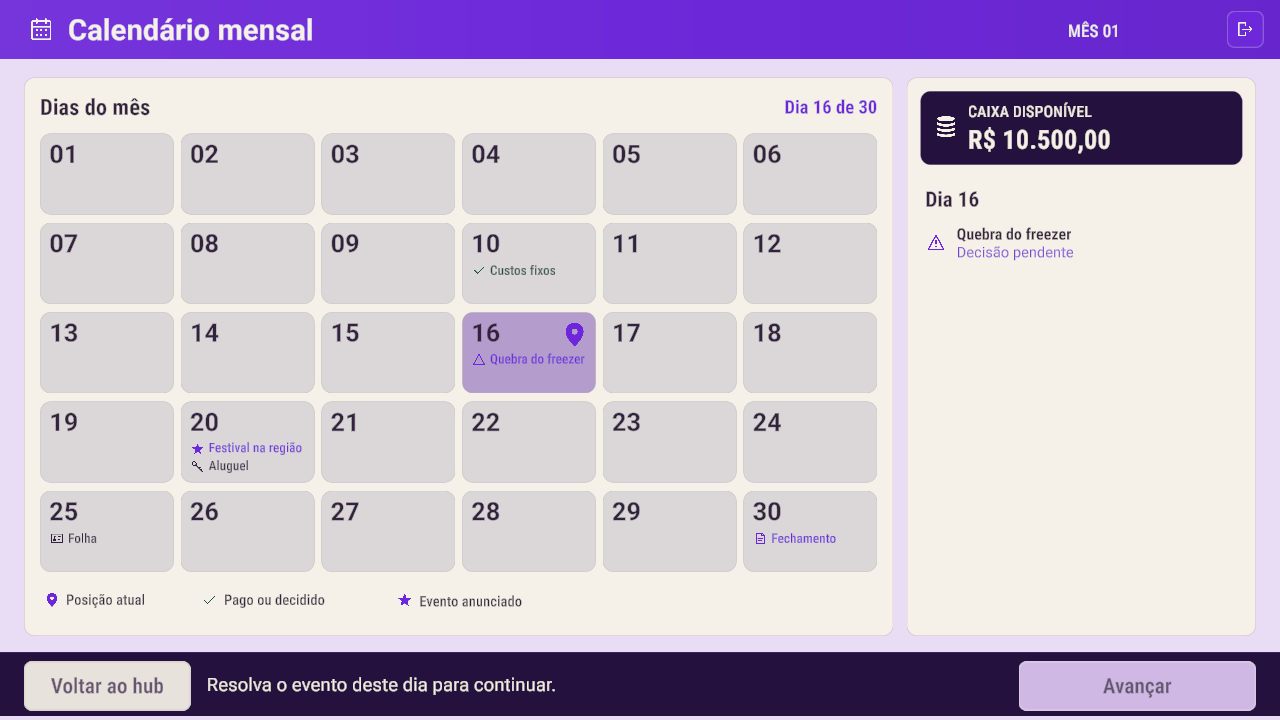 Calendário mensal
MÊS 01
Dias do mês
Dia 16 de 30
01
02
03
04
05
06
07
08
09
10
Custos fixos
11
12
13
14
15
16
Quebra do freezer
17
18
19
20
Festival na região
Aluguel
21
22
23
24
25
Folha
26
27
28
29
30
Fechamento
Posição atual
Pago ou decidido
Evento anunciado
CAIXA DISPONÍVEL
R$ 10.500,00
Dia 16
Quebra do freezer
Decisão pendente
Voltar ao hub
Resolva o evento deste dia para continuar.
Avançar